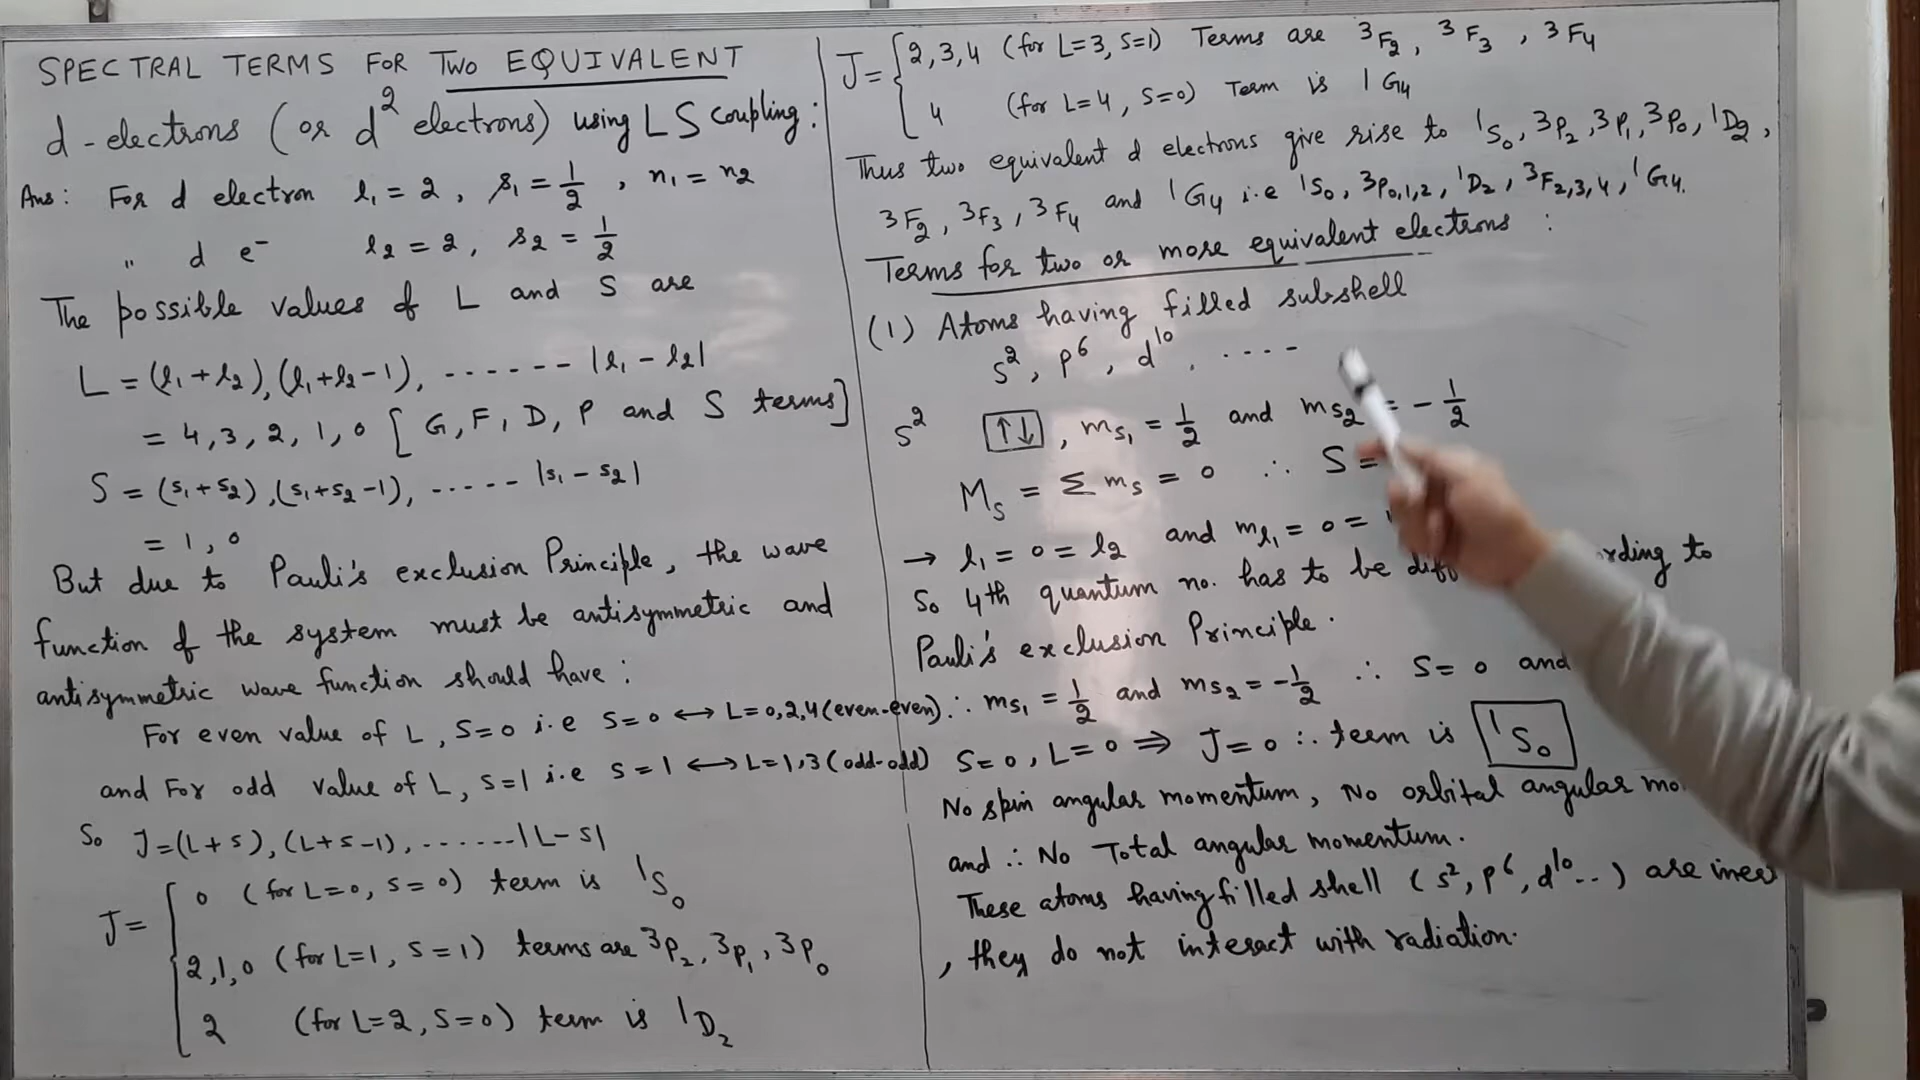 SPECTRAL TERMS FOR TWO EQUIVALENT
d-electrons (or d² electrons) using LS coupling:
Ans: For d electron l₁ = 2, s₁ = 1/2, n₁ = n₂
" d e⁻ l₂ = 2, s₂ = 1/2
The possible values of L and S are
L = (l₁+l₂), (l₁+l₂-1), ------ |l₁-l₂|
= 4, 3, 2, 1, 0 [G, F, D, P and S terms]
S = (s₁+s₂), (s₁+s₂-1), ----- |s₁-s₂|
= 1, 0
But due to Pauli's exclusion Principle, the wave
function of the system must be antisymmetric and
antisymmetric wave function should have:
For even value of L, S=0 i.e S=0 ↔ L=0,2,4 (even-even)
and For odd value of L, S=1 i.e S=1 ↔ L=1,3 (odd-odd)
So J=(L+S), (L+S-1), ------|L-S|
J = { 0 (for L=0, S=0) term is ¹S₀
2,1,0 (for L=1, S=1) terms are ³P₂, ³P₁, ³P₀
2 (for L=2, S=0) term is ¹D₂
J = { 2,3,4 (for L=3, S=1) Terms are ³F₂, ³F₃, ³F₄
4 (for L=4, S=0) Term is ¹G₄
Thus two equivalent d electrons give rise to ¹S₀, ³P₂, ³P₁, ³P₀, ¹D₂,
³F₂, ³F₃, ³F₄ and ¹G₄ i.e ¹S₀, ³P₀,₁,₂, ¹D₂, ³F₂,₃,₄, ¹G₄.
Terms for two or more equivalent electrons:
(1) Atoms having filled subshell
s², p⁶, d¹⁰, ----
s² ↑↓, ms₁ = 1/2 and ms₂ = -1/2
Ms = Σ ms = 0 ∴ S =
→ l₁ = 0 = l₂ and ml₁ = 0 =
So 4th quantum no. has to be to
Pauli's exclusion Principle.
∴ ms₁ = 1/2 and ms₂ = -1/2 ∴ S = 0 and
S=0, L=0 ⇒ J=0 ∴ term is ¹S₀
No spin angular momentum, No orbital angular
and ∴ No Total angular momentum.
These atoms having filled shell (s², p⁶, d¹⁰..) are
, they do not interact with radiation.